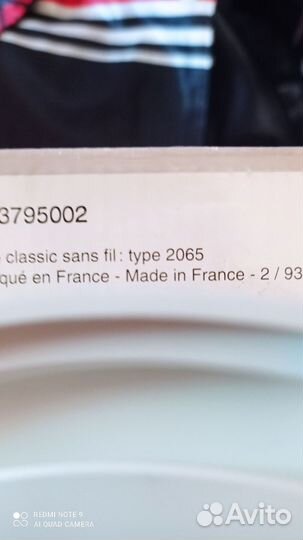 3795002
classic sans fil: type 2065
qué en France - Made in France - 2 / 93
REDMI NOTE 9
AI QUAD CAMERA
Avito